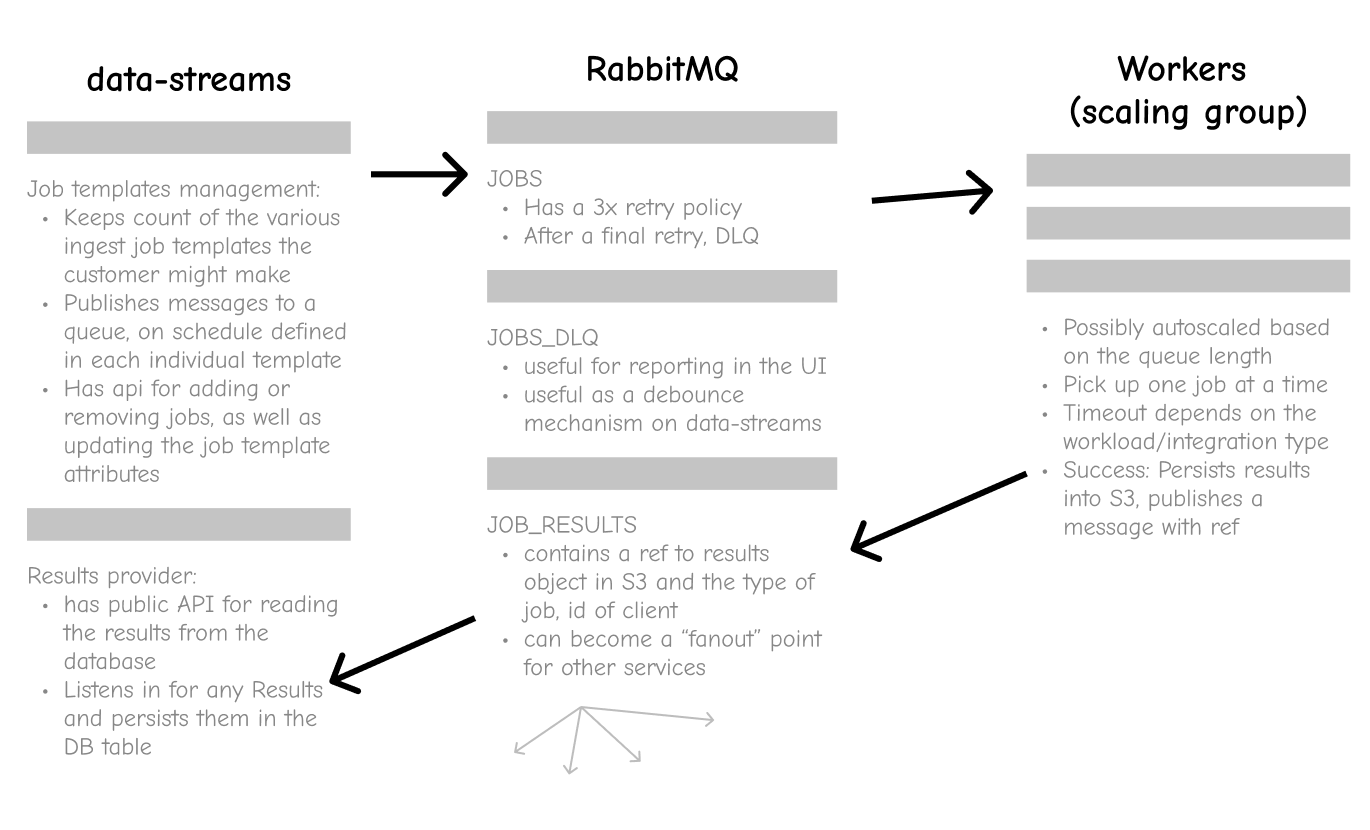 data-streams
Job templates management:
• Keeps count of the various
ingest job templates the
customer might make
• Publishes messages to a
queue, on schedule defined
in each individual template
• Has api for adding or
removing jobs, as well as
updating the job template
attributes
Results provider:
• has public API for reading
the results from the
database
• Listens in for any Results
and persists them in the
DB table
RabbitMQ
JOBS
• Has a 3x retry policy
• After a final retry, DLQ
JOBS_DLQ
• useful for reporting in the UI
• useful as a debounce
mechanism on data-streams
JOB_RESULTS
• contains a ref to results
object in S3 and the type of
job, id of client
• can become a “fanout” point
for other services
Workers
(scaling group)
• Possibly autoscaled based
on the queue length
• Pick up one job at a time
• Timeout depends on the
workload/integration type
• Success: Persists results
into S3, publishes a
message with ref